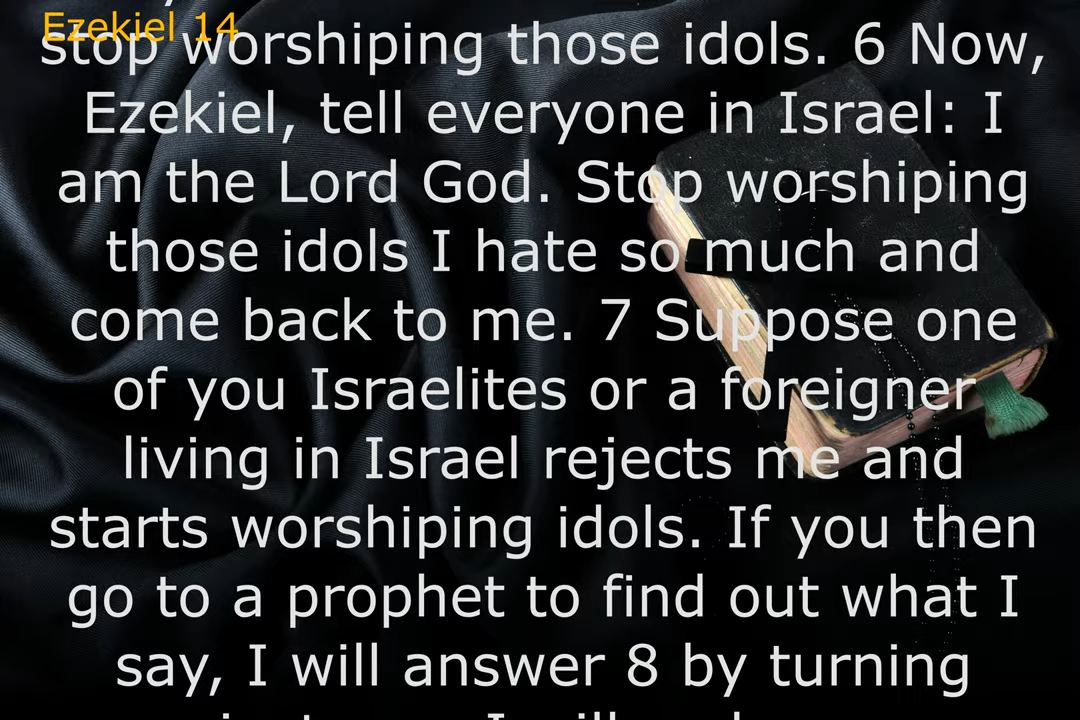 Ezekiel 14
stop worshiping those idols. 6 Now,
Ezekiel, tell everyone in Israel: I
am the Lord God. Stop worshiping
those idols I hate so much and
come back to me. 7 Suppose one
of you Israelites or a foreigner
living in Israel rejects me and
starts worshiping idols. If you then
go to a prophet to find out what I
say, I will answer 8 by turning